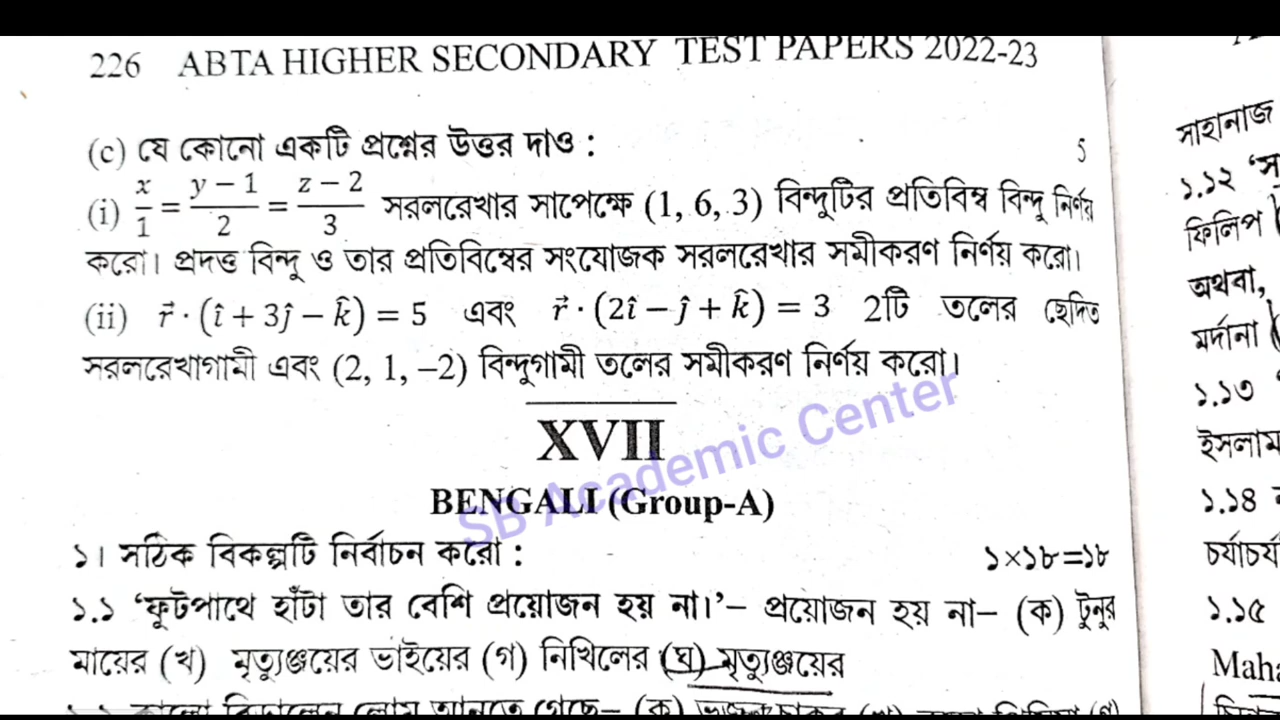 226 ABTA HIGHER SECONDARY TEST PAPERS 2022-23
(c) যে কোনো একটি প্রশ্নের উত্তর দাও : 5
(i) x/1 = (y − 1)/2 = (z − 2)/3 সরলরেখার সাপেক্ষে (1, 6, 3) বিন্দুটির প্রতিবিম্ব বিন্দু নির্ণয়
করো। প্রদত্ত বিন্দু ও তার প্রতিবিম্বের সংযোজক সরলরেখার সমীকরণ নির্ণয় করো।
(ii) r⃗ · (î + 3ĵ − k̂) = 5 এবং r⃗ · (2î − ĵ + k̂) = 3 2টি তলের ছেদিত
সরলরেখাগামী এবং (2, 1, −2) বিন্দুগামী তলের সমীকরণ নির্ণয় করো।
XVII
BENGALI (Group-A)
SB Academic Center
১। সঠিক বিকল্পটি নির্বাচন করো : ১×১৮=১৮
১.১ ‘ফুটপাথে হাঁটা তার বেশি প্রয়োজন হয় না।’– প্রয়োজন হয় না– (ক) টুনুর
মায়ের (খ) মৃত্যুঞ্জয়ের ভাইয়ের (গ) নিখিলের (ঘ) মৃত্যুঞ্জয়ের
সাহানাজ
১.১২ ‘স
ফিলিপ
অথবা,
মর্দানা
১.১৩
ইসলাম
১.১৪
চর্যাচর্য
১.১৫
Maha